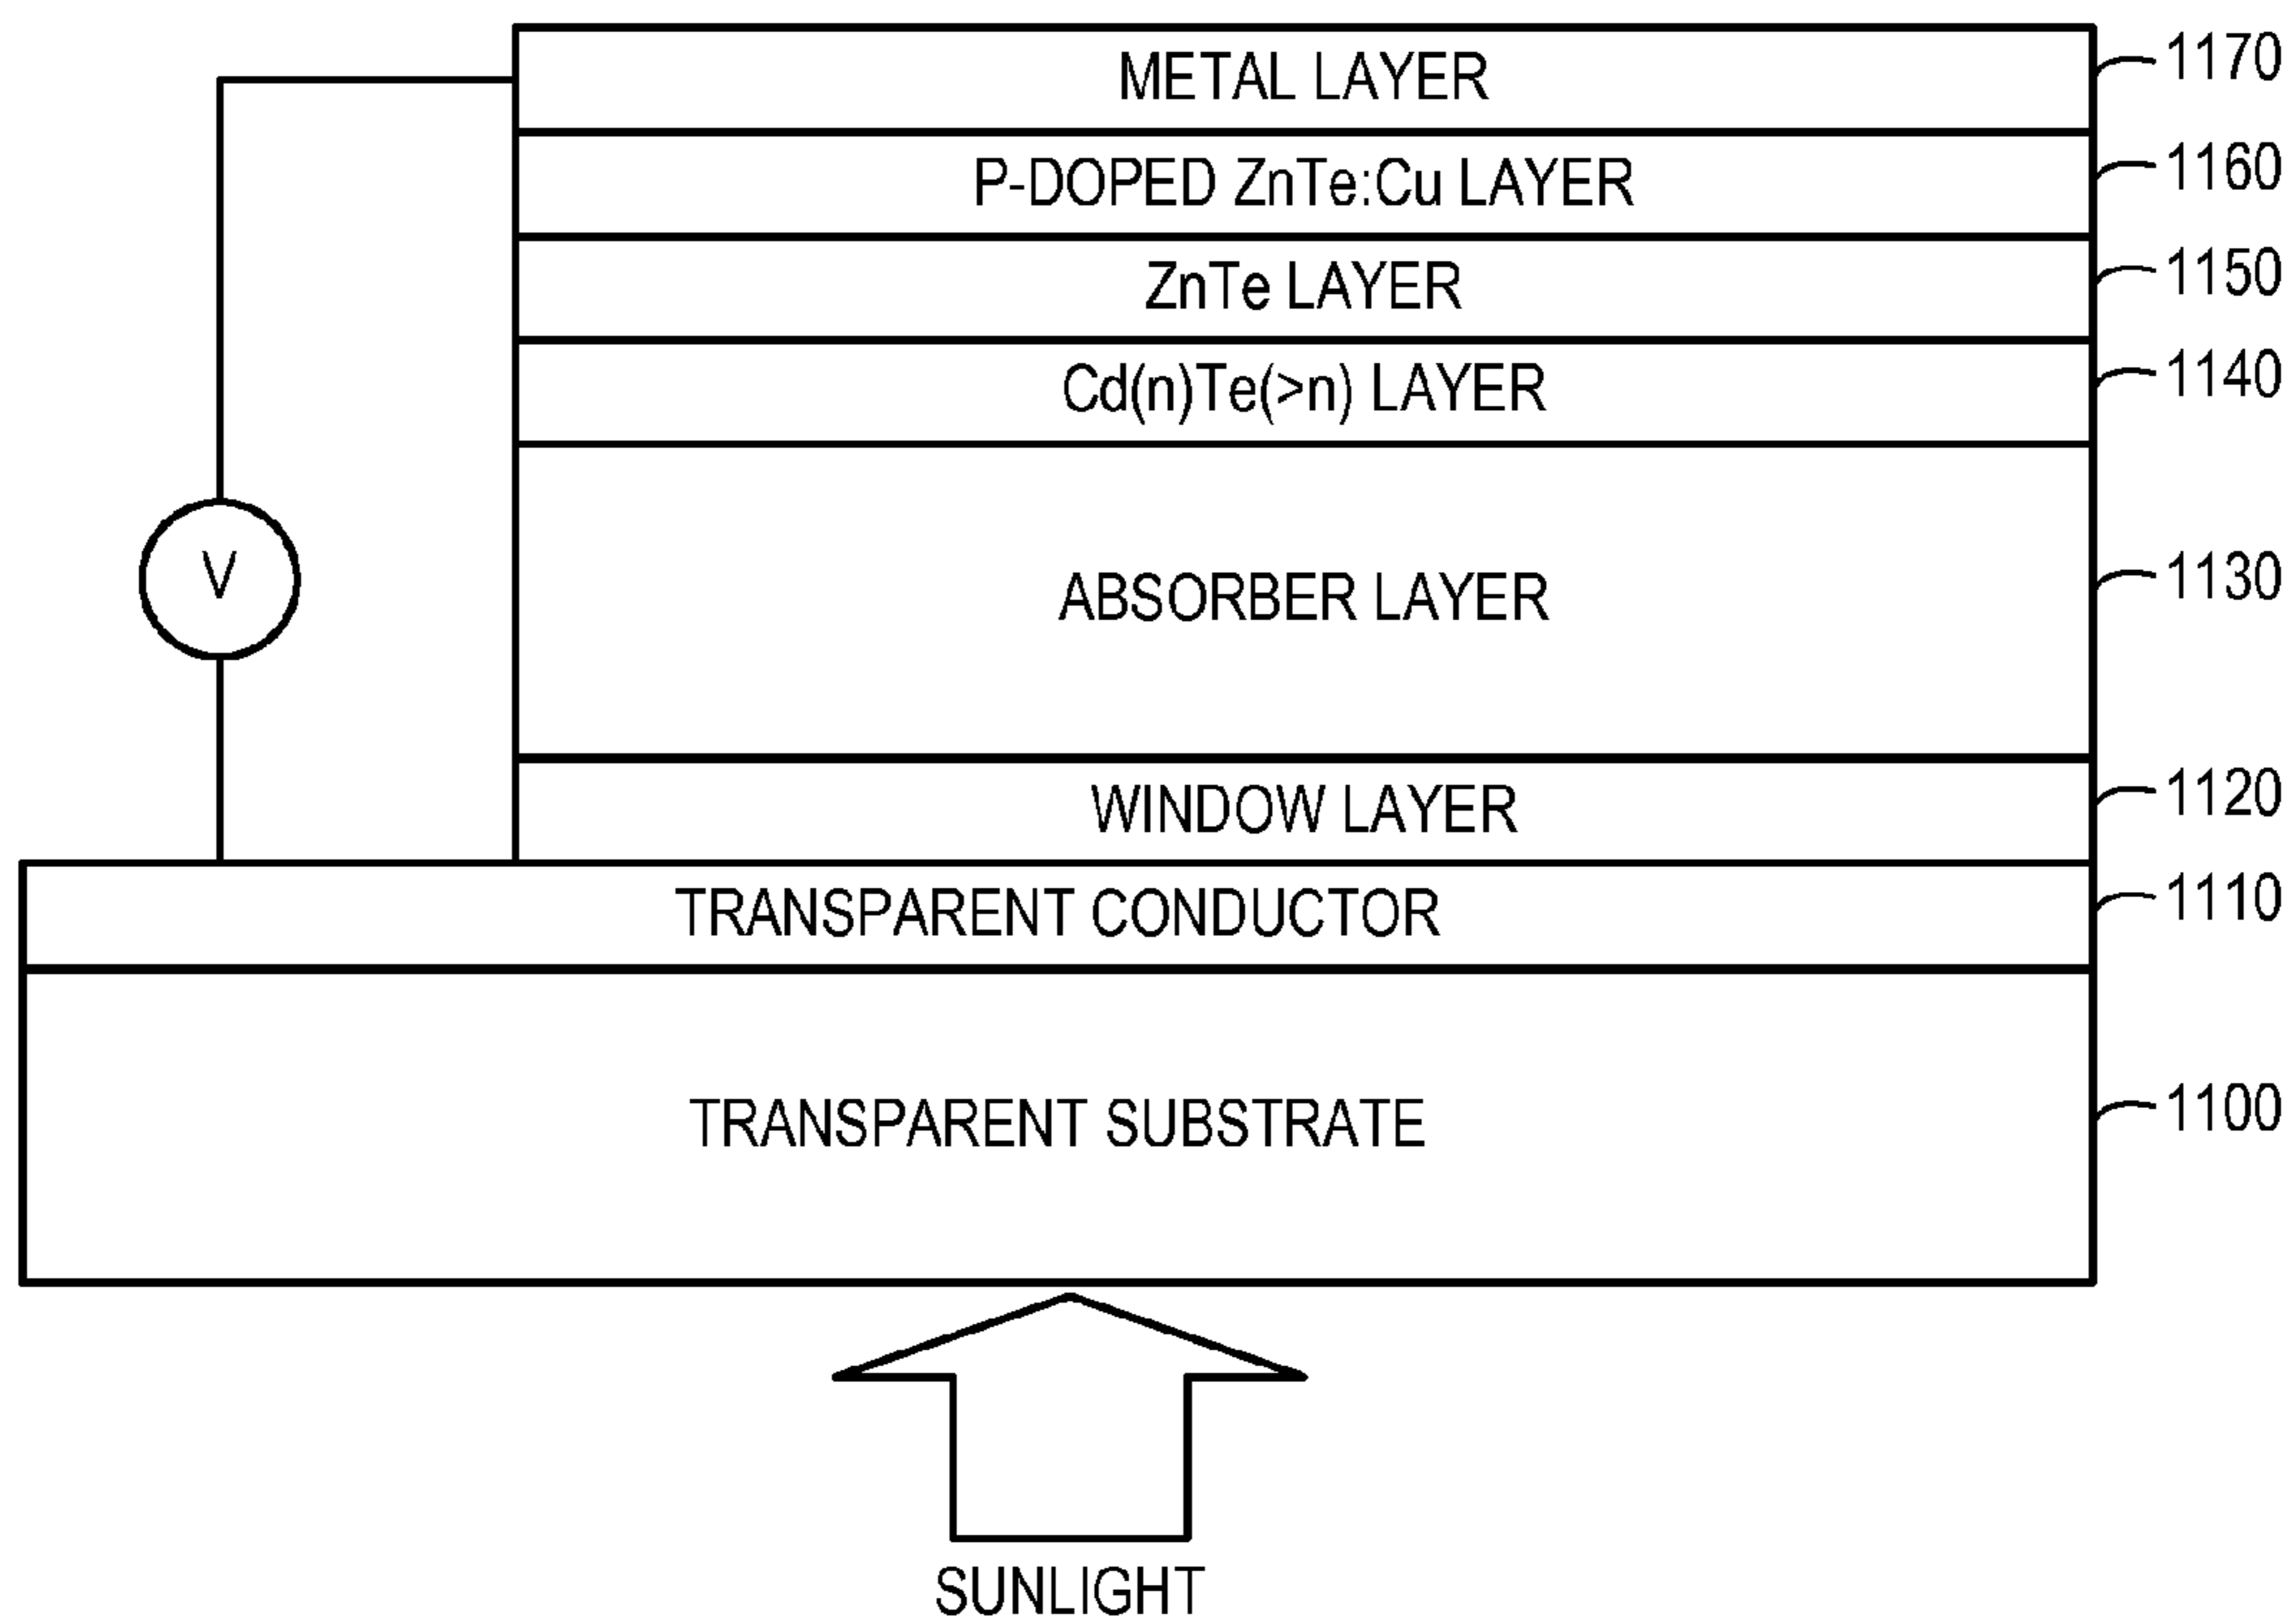 METAL LAYER
1170
P-DOPED ZnTe:Cu LAYER
1160
ZnTe LAYER
1150
Cd(n)Te(>n) LAYER
1140
V
ABSORBER LAYER
1130
WINDOW LAYER
1120
TRANSPARENT CONDUCTOR
1110
TRANSPARENT SUBSTRATE
1100
SUNLIGHT